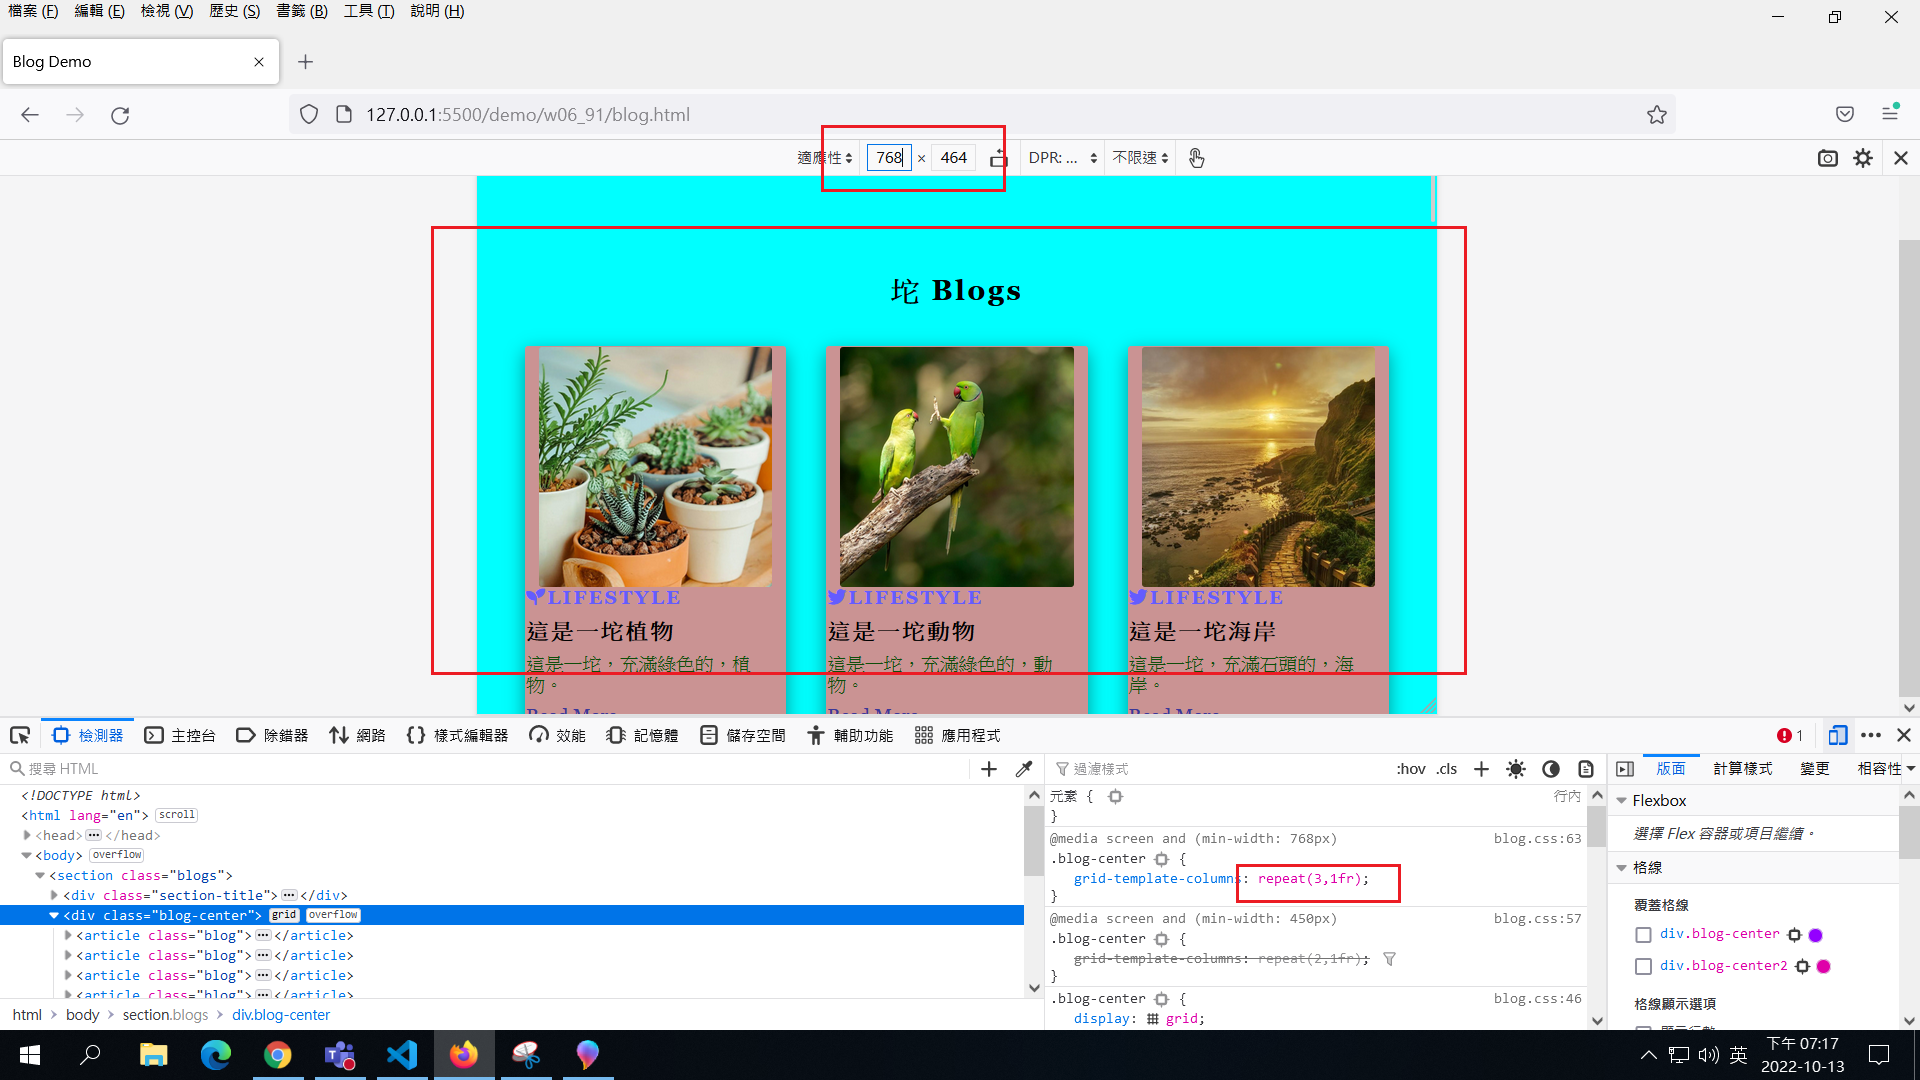 檔案 (F) 編輯 (E) 檢視 (V) 歷史 (S) 書籤 (B) 工具 (T) 說明 (H)
Blog Demo
127.0.0.1:5500/demo/w06_91/blog.html
適應性 768 × 464 DPR: ... 不限速
坨 Blogs
LIFESTYLE
這是一坨植物
這是一坨，充滿綠色的，植
物。
Read More
LIFESTYLE
這是一坨動物
這是一坨，充滿綠色的，動
物。
Read More
LIFESTYLE
這是一坨海岸
這是一坨，充滿石頭的，海
岸。
Read More
檢測器 主控台 除錯器 網路 樣式編輯器 效能 記憶體 儲存空間 輔助功能 應用程式 1
搜尋 HTML
<!DOCTYPE html>
<html lang="en"> scroll
<head> ... </head>
<body> overflow
<section class="blogs">
<div class="section-title"> ... </div>
<div class="blog-center"> grid overflow
<article class="blog"> ... </article>
<article class="blog"> ... </article>
<article class="blog"> ... </article>
<article class="blog"> ... </article>
html > body > section.blogs > div.blog-center
過濾樣式 :hov .cls
元素 { 行內
}
@media screen and (min-width: 768px) blog.css:63
.blog-center {
grid-template-columns: repeat(3,1fr);
}
@media screen and (min-width: 450px) blog.css:57
.blog-center {
grid-template-columns: repeat(2,1fr);
}
.blog-center { blog.css:46
display: grid;
版面 計算樣式 變更 相容性
Flexbox
選擇 Flex 容器或項目繼續。
格線
覆蓋格線
div.blog-center
div.blog-center2
格線顯示選項
顯示行數
英
下午 07:17
2022-10-13